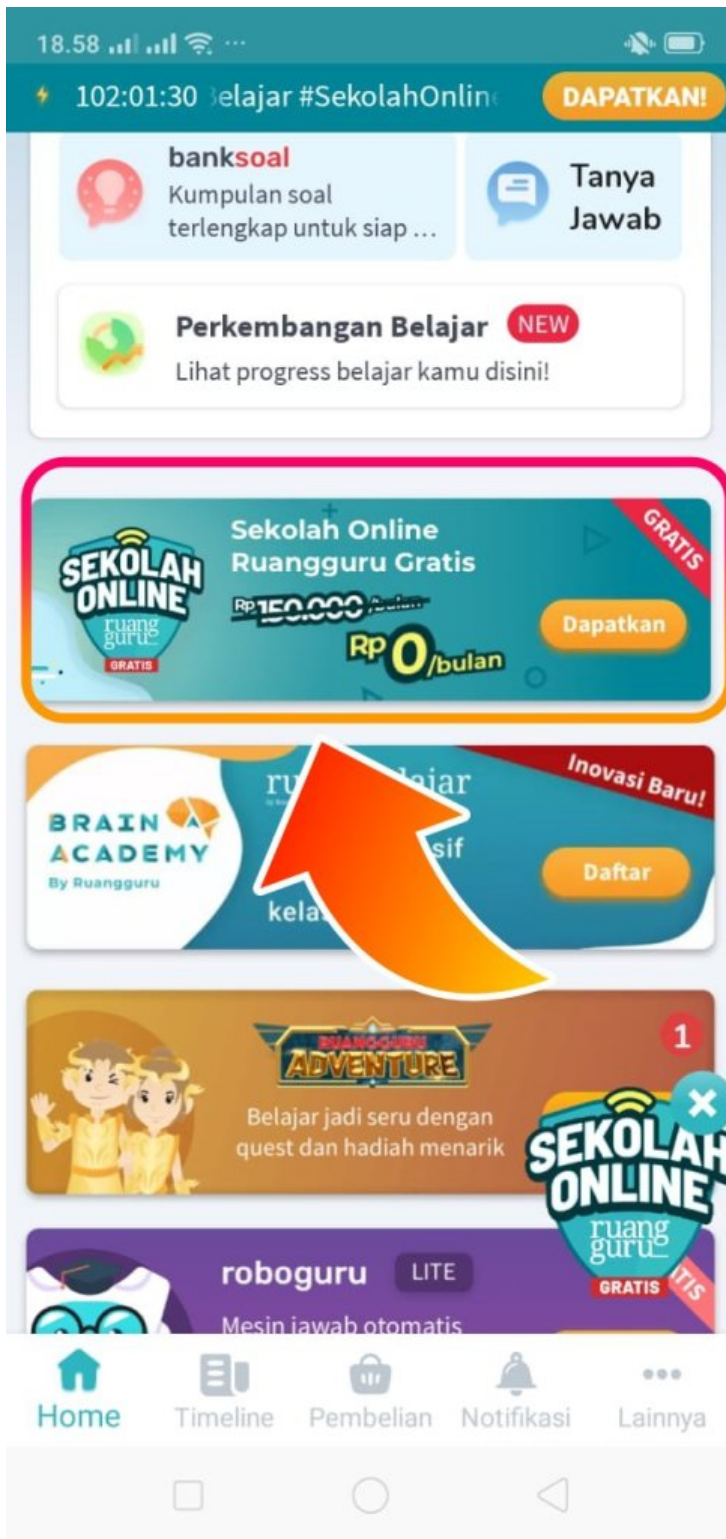 18.58
102:01:30 elajar #SekolahOnlin
DAPATKAN!
banksoal
Kumpulan soal
terlengkap untuk siap ...
Tanya
Jawab
Perkembangan Belajar NEW
Lihat progress belajar kamu disini!
SEKOLAH
ONLINE
ruang
guru
GRATIS
Sekolah Online
Ruangguru Gratis
Rp150.000/bulan
Rp0/bulan
GRATIS
Dapatkan
BRAIN
ACADEMY
By Ruangguru
Inovasi Baru!
Daftar
RUANGGURU
ADVENTURE
Belajar jadi seru dengan
quest dan hadiah menarik
1
SEKOLAH
ONLINE
ruang
guru
GRATIS
roboguru LITE
Mesin jawab otomatis
Home
Timeline
Pembelian
Notifikasi
Lainnya